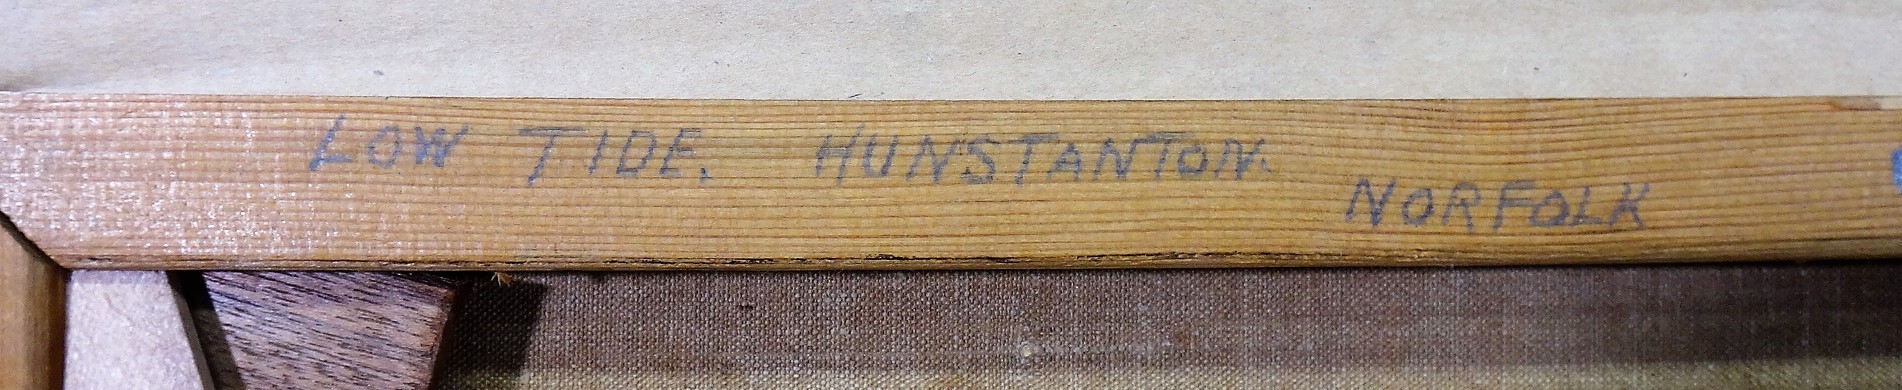 LOW TIDE. HUNSTANTON.
NORFOLK